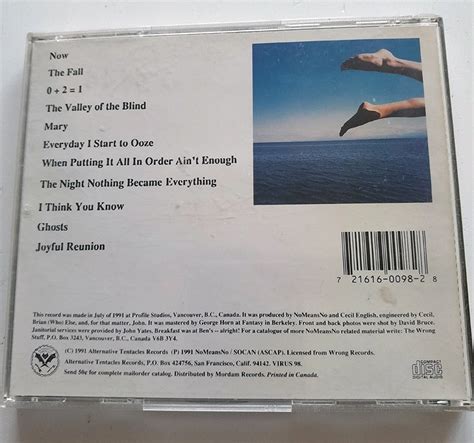 Now
The Fall
0 + 2 = 1
The Valley of the Blind
Mary
Everyday I Start to Ooze
When Putting It All In Order Ain't Enough
The Night Nothing Became Everything
I Think You Know
Ghosts
Joyful Reunion
7 21616-0098-2 8
This record was made in July of 1991 at Profile Studios, Vancouver, B.C., Canada. It was produced by NoMeansNo and Cecil English, engineered by Cecil,
Brian (Who) Else, and, for that matter, John. It was mastered by George Horn at Fantasy in Berkeley. Front and back photos were shot by David Bruce.
Janitorial services were provided by John Yates. Breakfast was at Ben's -- alright! For a catalogue of more NoMeansNo related material write: The Wrong
Stuff, P.O. Box 3243, Vancouver, B.C., Canada V6B 3Y4.
(C) 1991 Alternative Tentacles Records (P) 1991 NoMeansNo / SOCAN (ASCAP). Licensed from Wrong Records.
Alternative Tentacles Records, P.O. Box 424756, San Francisco, Calif. 94142. VIRUS 98.
Send 50¢ for complete mailorder catalog. Distributed by Mordam Records. Printed in Canada.
COMPACT
disc
DIGITAL AUDIO